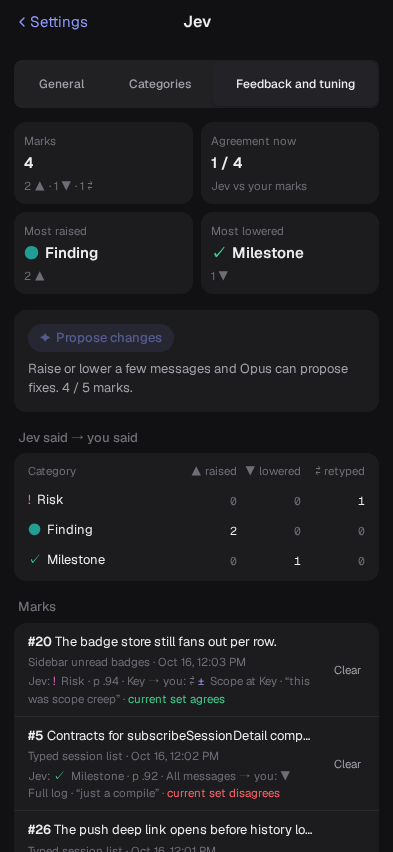 Settings
Jev
General Categories Feedback and tuning
Marks
4
2 ▲ · 1 ▼ · 1 ⇄
Agreement now
1 / 4
Jev vs your marks
Most raised
Finding
2 ▲
Most lowered
✓ Milestone
1 ▼
✦ Propose changes
Raise or lower a few messages and Opus can propose
fixes. 4 / 5 marks.
Jev said → you said
Category ▲ raised ▼ lowered ⇄ retyped
! Risk 0 0 1
Finding 2 0 0
✓ Milestone 0 1 0
Marks
#20 The badge store still fans out per row.
Sidebar unread badges · Oct 16, 12:03 PM
Jev: ! Risk · p .94 · Key → you: ⇄ ± Scope at Key · “this
was scope creep” · current set agrees
Clear
#5 Contracts for subscribeSessionDetail comp…
Typed session list · Oct 16, 12:02 PM
Jev: ✓ Milestone · p .92 · All messages → you: ▼
Full log · “just a compile” · current set disagrees
Clear
#26 The push deep link opens before history lo…
Typed session list · Oct 16, 12:01 PM